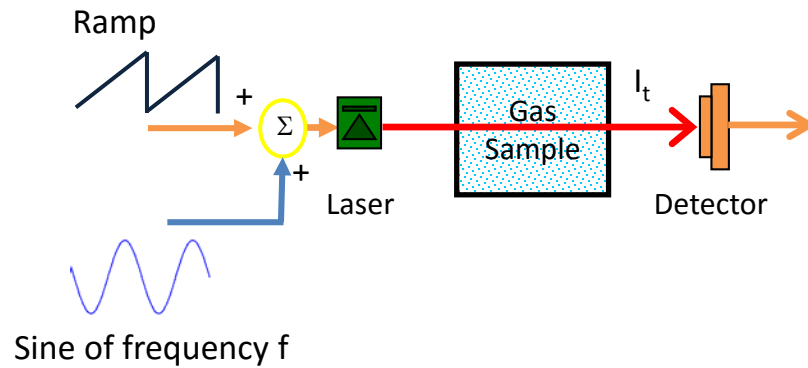 Ramp
+
Σ
+
Laser
Gas
Sample
I_t
Detector
Sine of frequency f